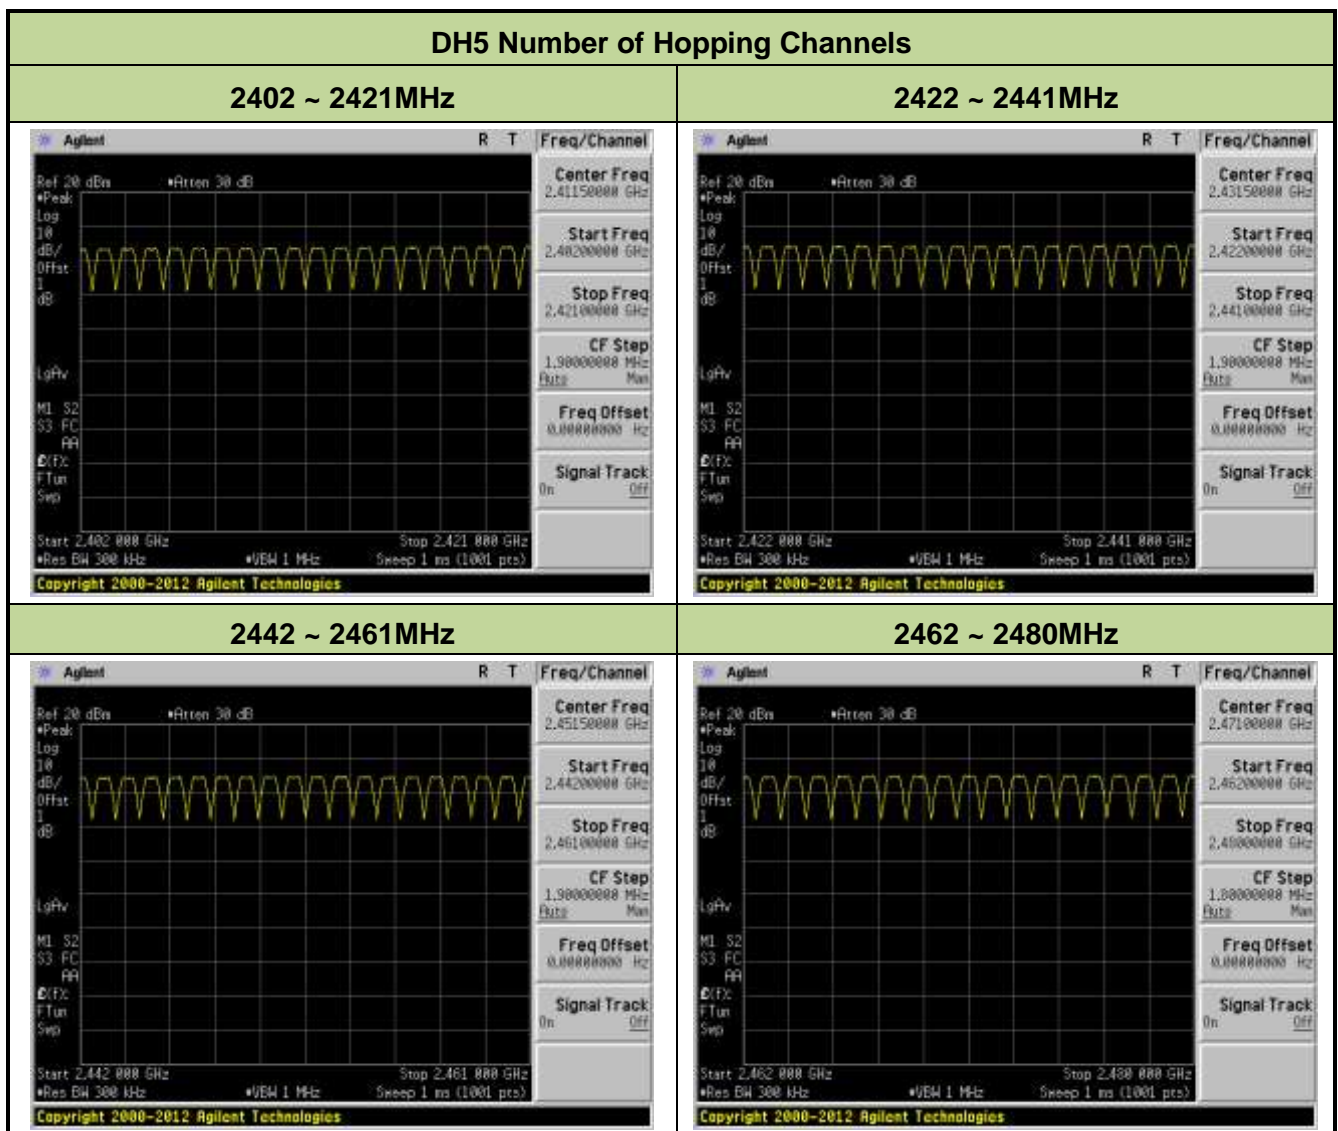 DH5 Number of Hopping Channels
2402 ~ 2421MHz
2422 ~ 2441MHz
Agilent R T Freq/Channel
Ref 20 dBm *Atten 30 dB
*Peak
Log
10
dB/
Offst
1
dB
LgAv
M1 S2
S3 FC
AA
£(f):
FTun
Swp
Start 2.402 000 GHz Stop 2.421 000 GHz
*Res BW 300 kHz *VBW 1 MHz Sweep 1 ms (1001 pts)
Copyright 2000-2012 Agilent Technologies
Center Freq
2.41150000 GHz
Start Freq
2.40200000 GHz
Stop Freq
2.42100000 GHz
CF Step
1.90000000 MHz
Auto Man
Freq Offset
0.00000000 Hz
Signal Track
On Off
Agilent R T Freq/Channel
Ref 20 dBm *Atten 30 dB
*Peak
Log
10
dB/
Offst
1
dB
LgAv
M1 S2
S3 FC
AA
£(f):
FTun
Swp
Start 2.422 000 GHz Stop 2.441 000 GHz
*Res BW 300 kHz *VBW 1 MHz Sweep 1 ms (1001 pts)
Copyright 2000-2012 Agilent Technologies
Center Freq
2.43150000 GHz
Start Freq
2.42200000 GHz
Stop Freq
2.44100000 GHz
CF Step
1.90000000 MHz
Auto Man
Freq Offset
0.00000000 Hz
Signal Track
On Off
2442 ~ 2461MHz
2462 ~ 2480MHz
Agilent R T Freq/Channel
Ref 20 dBm *Atten 30 dB
*Peak
Log
10
dB/
Offst
1
dB
LgAv
M1 S2
S3 FC
AA
£(f):
FTun
Swp
Start 2.442 000 GHz Stop 2.461 000 GHz
*Res BW 300 kHz *VBW 1 MHz Sweep 1 ms (1001 pts)
Copyright 2000-2012 Agilent Technologies
Center Freq
2.45150000 GHz
Start Freq
2.44200000 GHz
Stop Freq
2.46100000 GHz
CF Step
1.90000000 MHz
Auto Man
Freq Offset
0.00000000 Hz
Signal Track
On Off
Agilent R T Freq/Channel
Ref 20 dBm *Atten 30 dB
*Peak
Log
10
dB/
Offst
1
dB
LgAv
M1 S2
S3 FC
AA
£(f):
FTun
Swp
Start 2.462 000 GHz Stop 2.480 000 GHz
*Res BW 300 kHz *VBW 1 MHz Sweep 1 ms (1001 pts)
Copyright 2000-2012 Agilent Technologies
Center Freq
2.47100000 GHz
Start Freq
2.46200000 GHz
Stop Freq
2.48000000 GHz
CF Step
1.80000000 MHz
Auto Man
Freq Offset
0.00000000 Hz
Signal Track
On Off